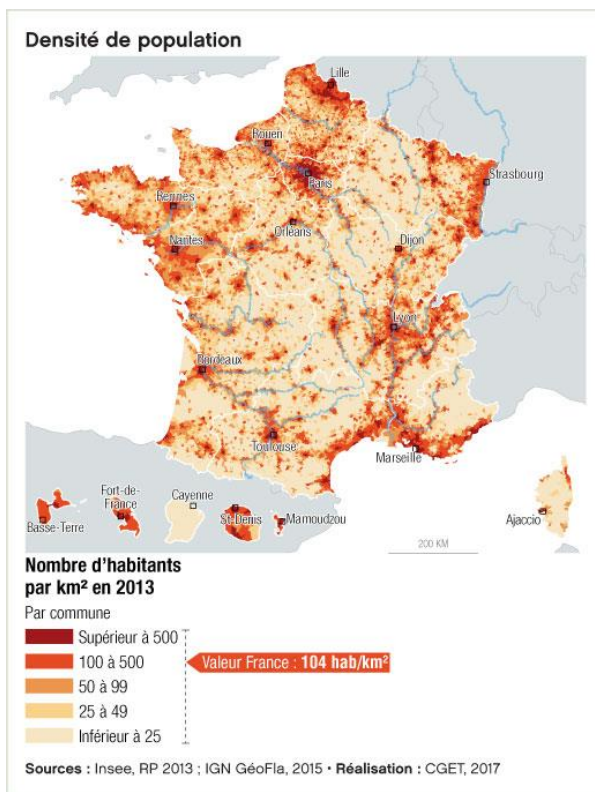 Densité de population
Lille
Rouen
Paris
Strasbourg
Rennes
Orléans
Nantes
Dijon
Lyon
Bordeaux
Toulouse
Marseille
Fort-de-
France
Cayenne
St-Denis
Mamoudzou
Basse-Terre
Ajaccio
200 KM
Nombre d'habitants
par km² en 2013
Par commune
Supérieur à 500
100 à 500
Valeur France : 104 hab/km²
50 à 99
25 à 49
Inférieur à 25
Sources : Insee, RP 2013 ; IGN GéoFla, 2015 • Réalisation : CGET, 2017